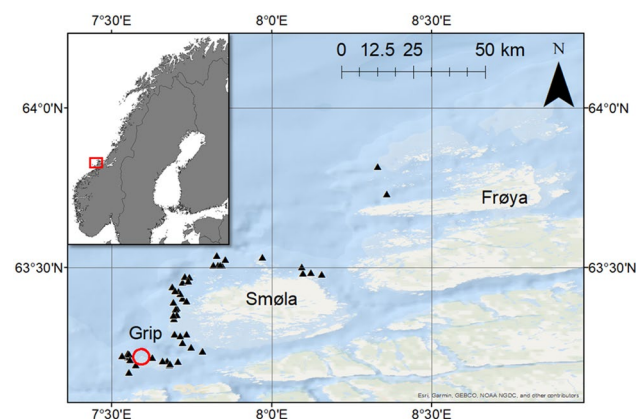 7°30'E 8°0'E 8°30'E
0 12.5 25 50 km
N
64°0'N 64°0'N
Frøya
63°30'N 63°30'N
Smøla
Grip
Esri, Garmin, GEBCO, NOAA NGDC, and other contributors
7°30'E 8°0'E 8°30'E